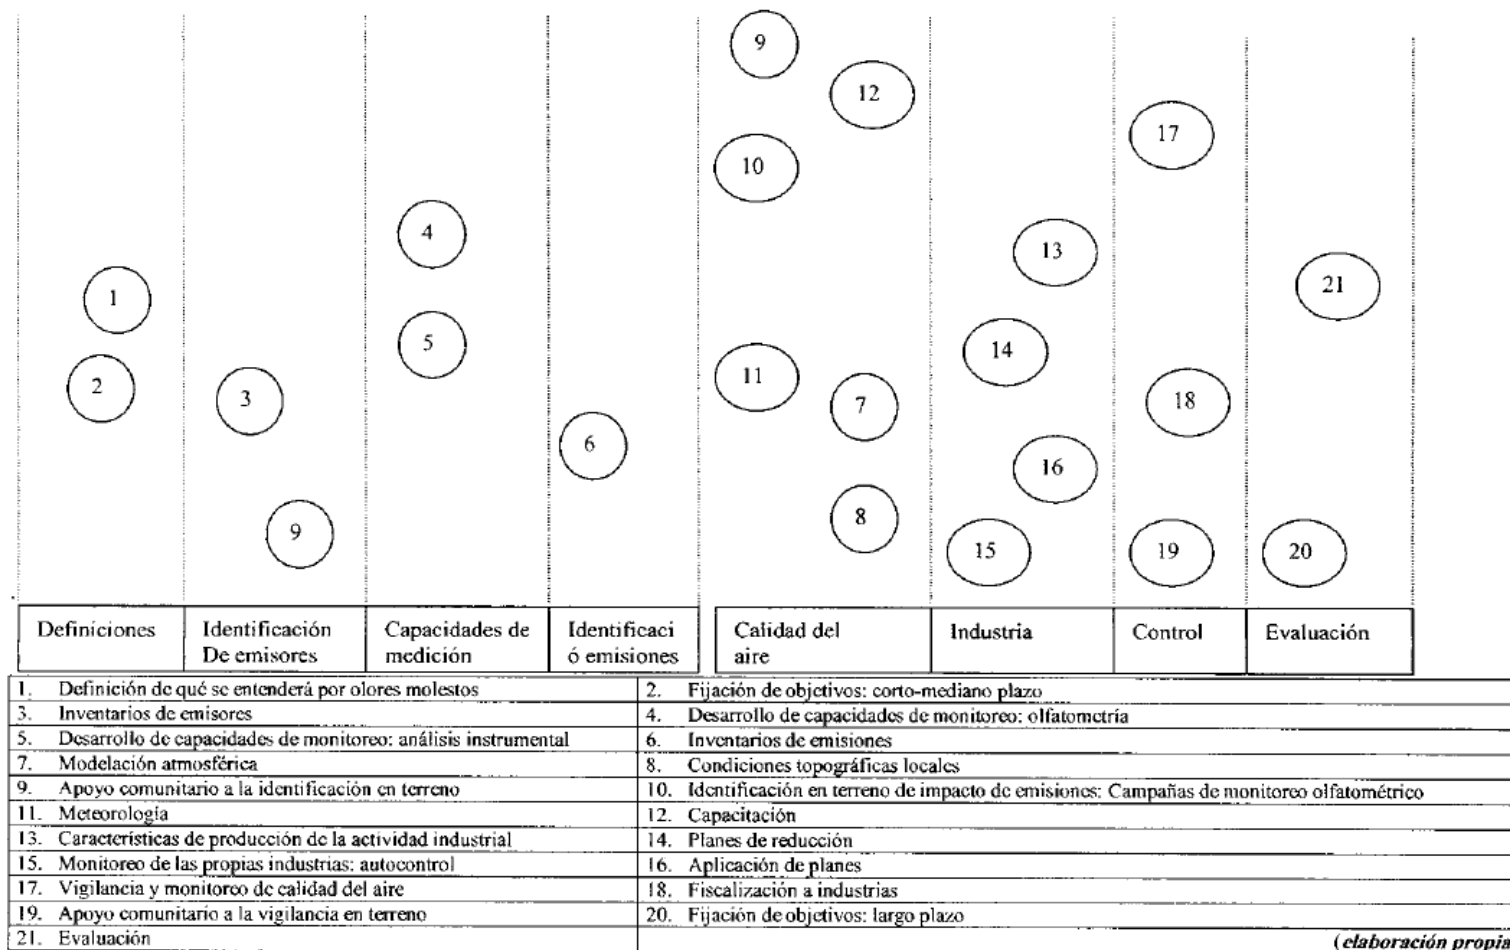 9
12
17
10
4
13
21
1
5
14
11
2
3
7
18
6
16
8
9
15
19
20
Definiciones
Identificación
De emisores
Capacidades de
medición
Identificaci
ó emisiones
Calidad del
aire
Industria
Control
Evaluación
1. Definición de qué se entenderá por olores molestos
2. Fijación de objetivos: corto-mediano plazo
3. Inventarios de emisores
4. Desarrollo de capacidades de monitoreo: olfatometría
5. Desarrollo de capacidades de monitoreo: análisis instrumental
6. Inventarios de emisiones
7. Modelación atmosférica
8. Condiciones topográficas locales
9. Apoyo comunitario a la identificación en terreno
10. Identificación en terreno de impacto de emisiones: Campañas de monitoreo olfatométrico
11. Meteorología
12. Capacitación
13. Características de producción de la actividad industrial
14. Planes de reducción
15. Monitoreo de las propias industrias: autocontrol
16. Aplicación de planes
17. Vigilancia y monitoreo de calidad del aire
18. Fiscalización a industrias
19. Apoyo comunitario a la vigilancia en terreno
20. Fijación de objetivos: largo plazo
21. Evaluación
(elaboración propia